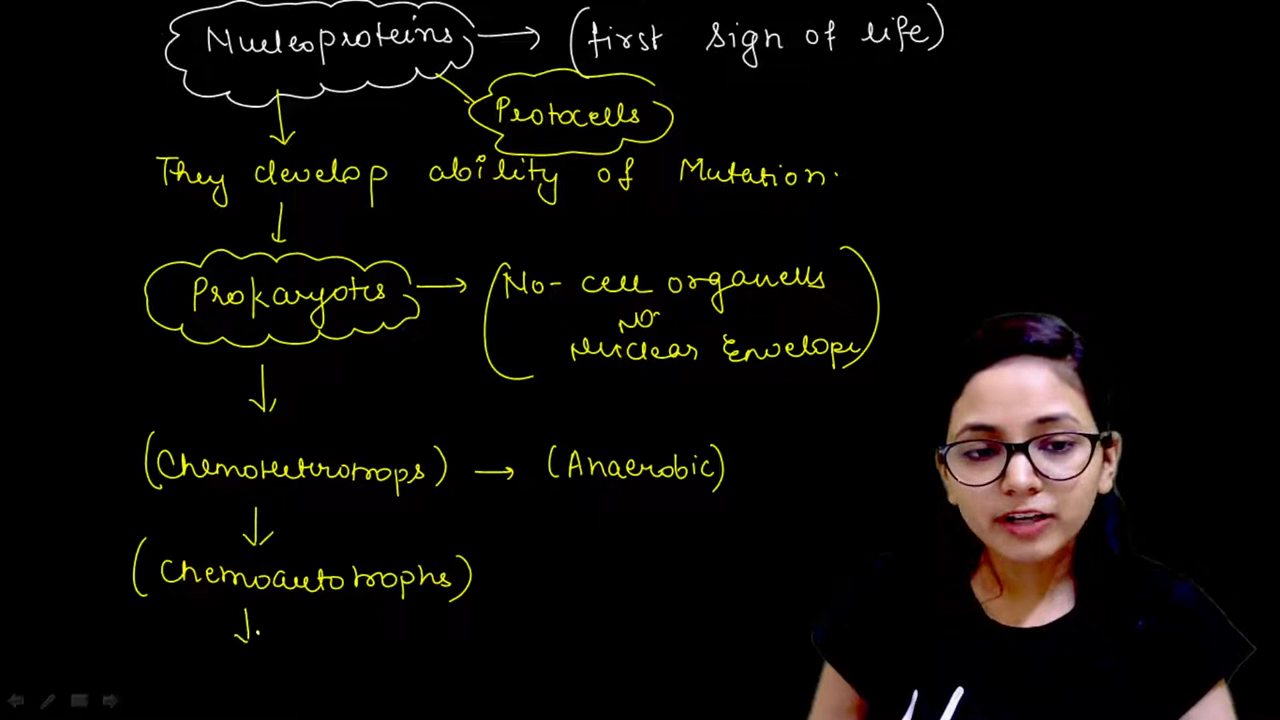 Nucleoproteins → (first sign of life)
Protocells
They develop ability of Mutation.
Prokaryotes → (No- cell organells
No
Nuclear Envelope)
(Chemoheterotrops) → (Anaerobic)
(Chemoautotrophs)